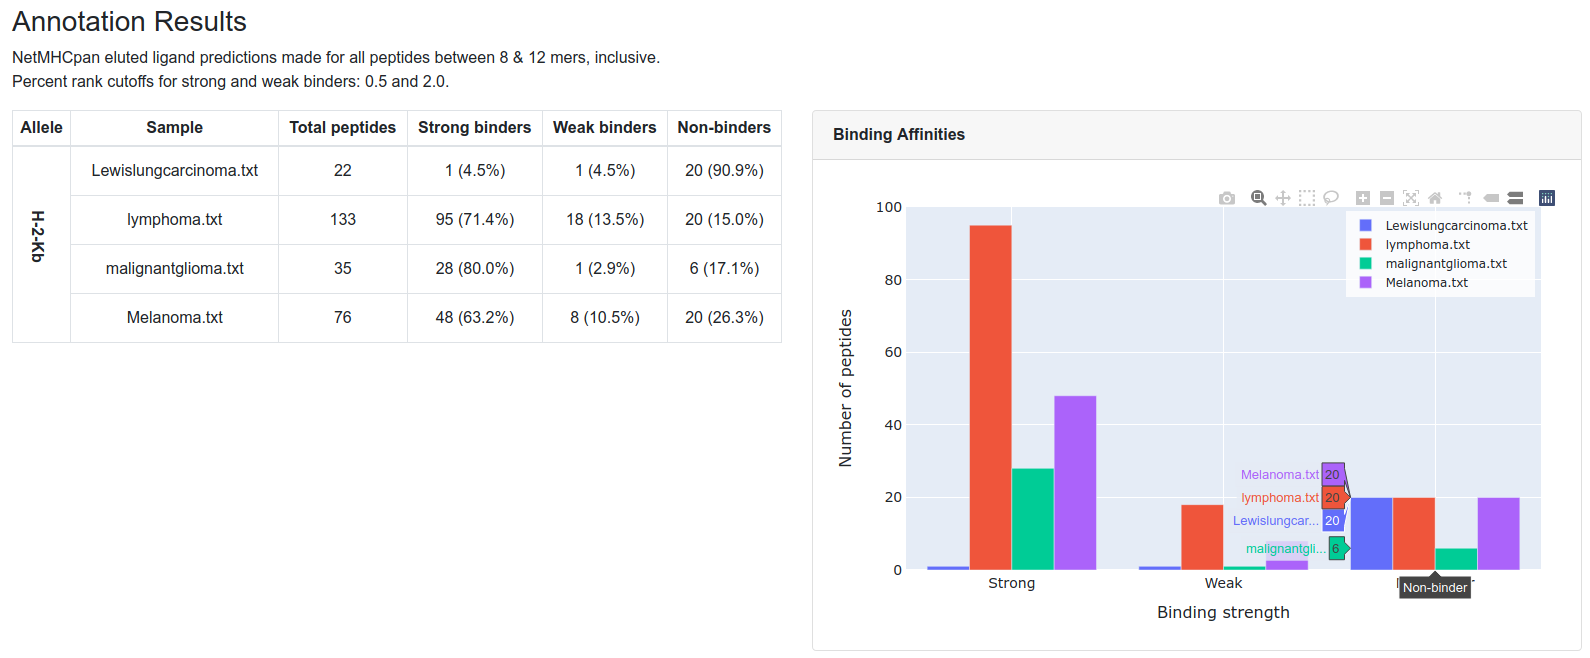 Annotation Results
NetMHCpan eluted ligand predictions made for all peptides between 8 & 12 mers, inclusive.
Percent rank cutoffs for strong and weak binders: 0.5 and 2.0.
Allele Sample Total peptides Strong binders Weak binders Non-binders
H-2-Kb
Lewislungcarcinoma.txt 22 1 (4.5%) 1 (4.5%) 20 (90.9%)
lymphoma.txt 133 95 (71.4%) 18 (13.5%) 20 (15.0%)
malignantglioma.txt 35 28 (80.0%) 1 (2.9%) 6 (17.1%)
Melanoma.txt 76 48 (63.2%) 8 (10.5%) 20 (26.3%)
Binding Affinities
Lewislungcarcinoma.txt
lymphoma.txt
malignantglioma.txt
Melanoma.txt
Number of peptides
100
80
60
40
20
0
Melanoma.txt 20
lymphoma.txt 20
Lewislungcar... 20
malignantgli... 6
Strong Weak
Non-binder
Binding strength